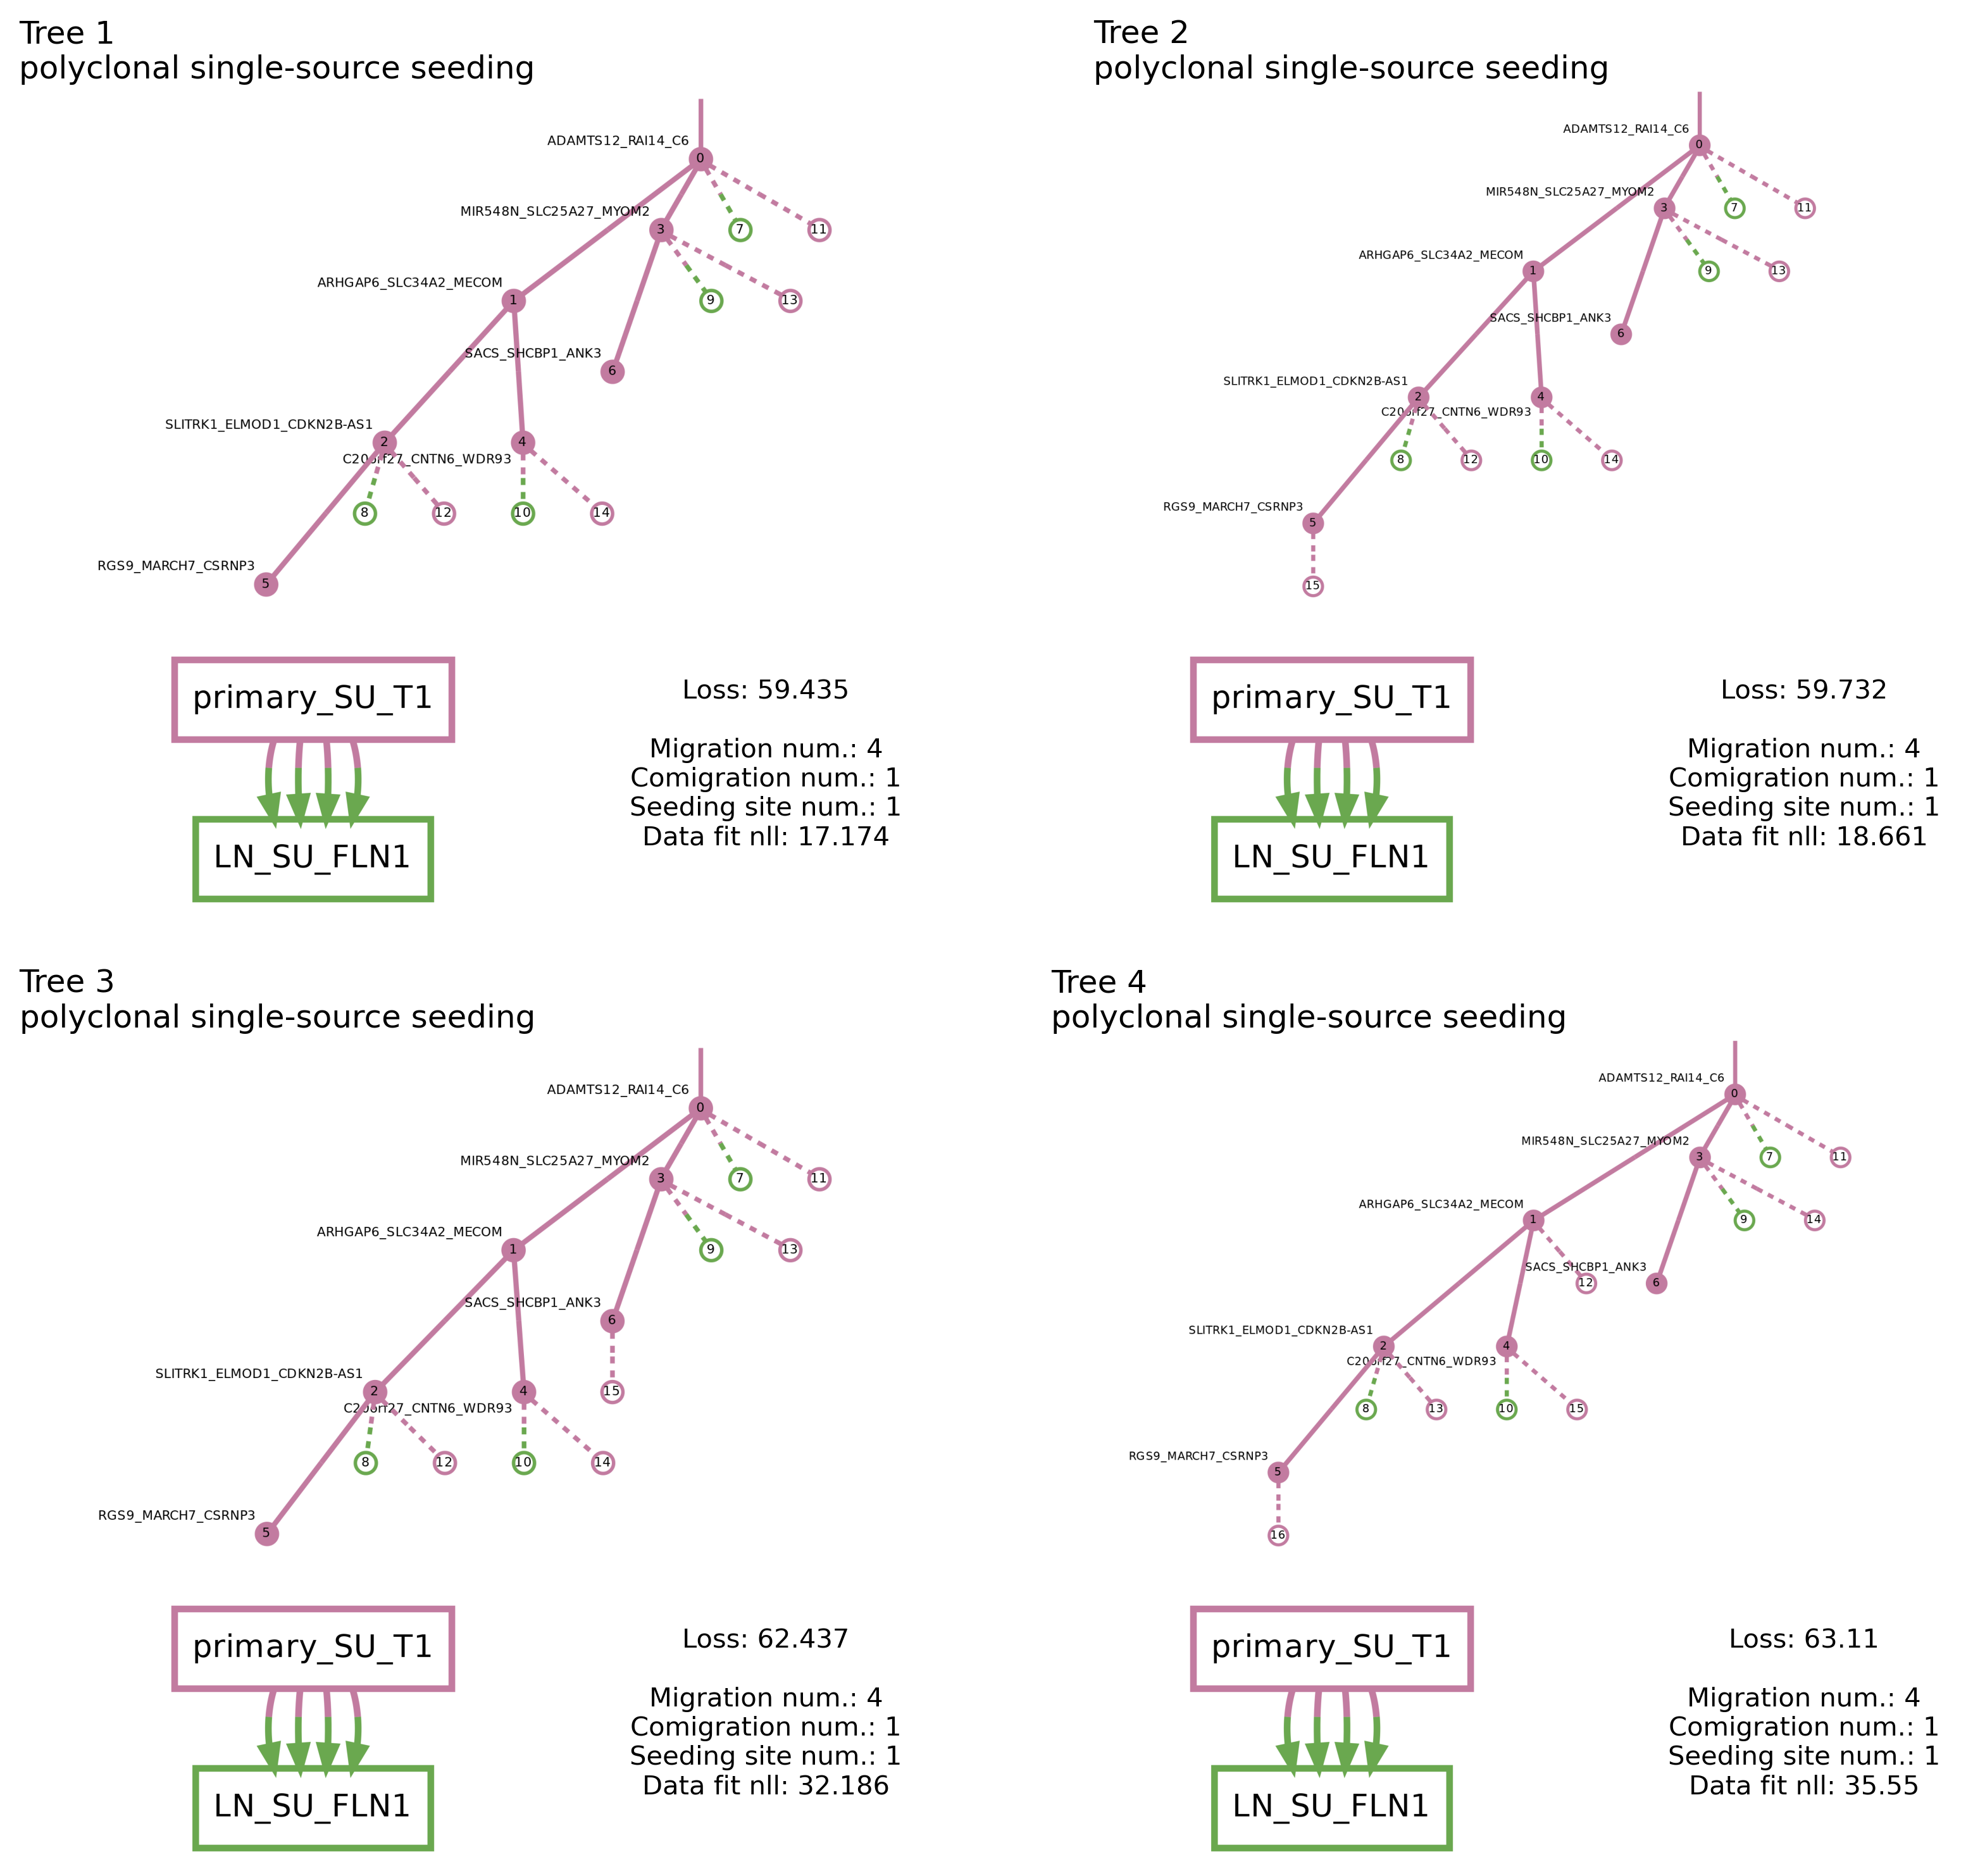 Tree 1
polyclonal single-source seeding
ADAMTS12_RAI14_C6
0
MIR548N_SLC25A27_MYOM2
3
7
11
ARHGAP6_SLC34A2_MECOM
1
9
13
SACS_SHCBP1_ANK3
6
SLITRK1_ELMOD1_CDKN2B-AS1
2
4
C20orf27_CNTN6_WDR93
8
12
10
14
RGS9_MARCH7_CSRNP3
5
primary_SU_T1
LN_SU_FLN1
Loss: 59.435
Migration num.: 4
Comigration num.: 1
Seeding site num.: 1
Data fit nll: 17.174
Tree 2
polyclonal single-source seeding
ADAMTS12_RAI14_C6
0
MIR548N_SLC25A27_MYOM2
3
7
11
ARHGAP6_SLC34A2_MECOM
1
9
13
SACS_SHCBP1_ANK3
6
SLITRK1_ELMOD1_CDKN2B-AS1
2
4
C20orf27_CNTN6_WDR93
8
12
10
14
RGS9_MARCH7_CSRNP3
5
15
primary_SU_T1
LN_SU_FLN1
Loss: 59.732
Migration num.: 4
Comigration num.: 1
Seeding site num.: 1
Data fit nll: 18.661
Tree 3
polyclonal single-source seeding
ADAMTS12_RAI14_C6
0
MIR548N_SLC25A27_MYOM2
3
7
11
ARHGAP6_SLC34A2_MECOM
1
9
13
SACS_SHCBP1_ANK3
6
SLITRK1_ELMOD1_CDKN2B-AS1
2
4
15
C20orf27_CNTN6_WDR93
8
12
10
14
RGS9_MARCH7_CSRNP3
5
primary_SU_T1
LN_SU_FLN1
Loss: 62.437
Migration num.: 4
Comigration num.: 1
Seeding site num.: 1
Data fit nll: 32.186
Tree 4
polyclonal single-source seeding
ADAMTS12_RAI14_C6
0
MIR548N_SLC25A27_MYOM2
3
7
11
ARHGAP6_SLC34A2_MECOM
1
9
14
SACS_SHCBP1_ANK3
12
6
SLITRK1_ELMOD1_CDKN2B-AS1
2
4
C20orf27_CNTN6_WDR93
8
13
10
15
RGS9_MARCH7_CSRNP3
5
16
primary_SU_T1
LN_SU_FLN1
Loss: 63.11
Migration num.: 4
Comigration num.: 1
Seeding site num.: 1
Data fit nll: 35.55